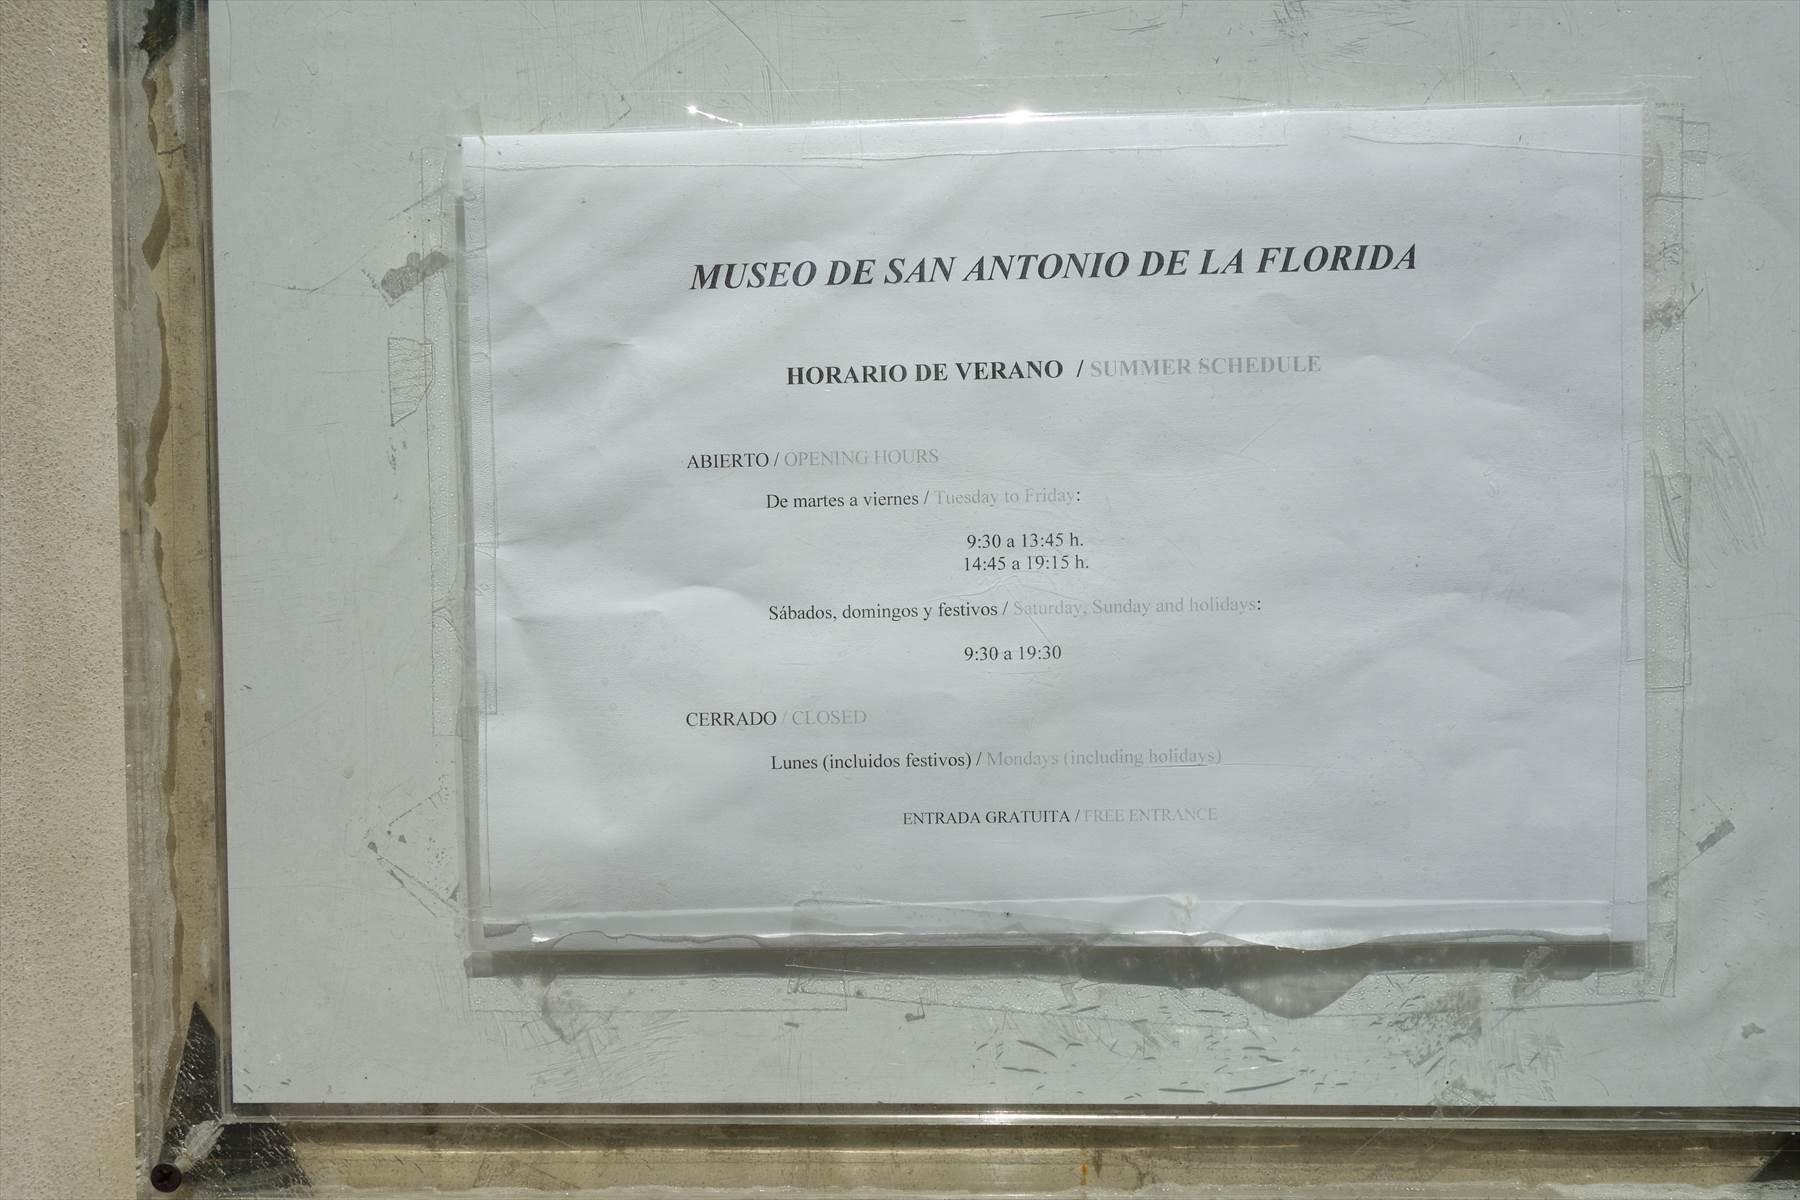 MUSEO DE SAN ANTONIO DE LA FLORIDA
HORARIO DE VERANO / SUMMER SCHEDULE
ABIERTO / OPENING HOURS
De martes a viernes / Tuesday to Friday:
9:30 a 13:45 h.
14:45 a 19:15 h.
Sábados, domingos y festivos / Saturday, Sunday and holidays:
9:30 a 19:30
CERRADO / CLOSED
Lunes (incluidos festivos) / Mondays (including holidays)
ENTRADA GRATUITA / FREE ENTRANCE